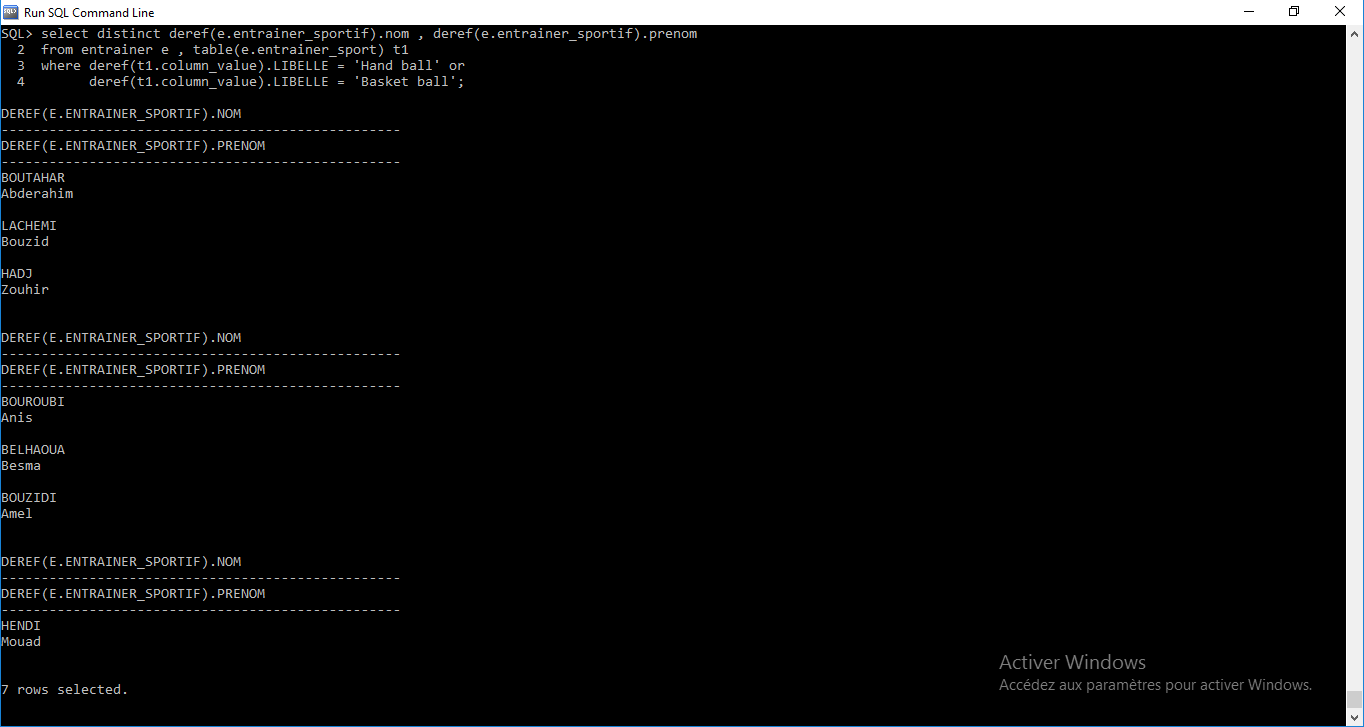 Run SQL Command Line
SQL> select distinct deref(e.entrainer_sportif).nom , deref(e.entrainer_sportif).prenom
  2  from entrainer e , table(e.entrainer_sport) t1
  3  where deref(t1.column_value).LIBELLE = 'Hand ball' or
  4        deref(t1.column_value).LIBELLE = 'Basket ball';
DEREF(E.ENTRAINER_SPORTIF).NOM
--------------------------------------------------
DEREF(E.ENTRAINER_SPORTIF).PRENOM
--------------------------------------------------
BOUTAHAR
Abderahim
LACHEMI
Bouzid
HADJ
Zouhir
DEREF(E.ENTRAINER_SPORTIF).NOM
--------------------------------------------------
DEREF(E.ENTRAINER_SPORTIF).PRENOM
--------------------------------------------------
BOUROUBI
Anis
BELHAOUA
Besma
BOUZIDI
Amel
DEREF(E.ENTRAINER_SPORTIF).NOM
--------------------------------------------------
DEREF(E.ENTRAINER_SPORTIF).PRENOM
--------------------------------------------------
HENDI
Mouad
7 rows selected.
Activer Windows
Accédez aux paramètres pour activer Windows.